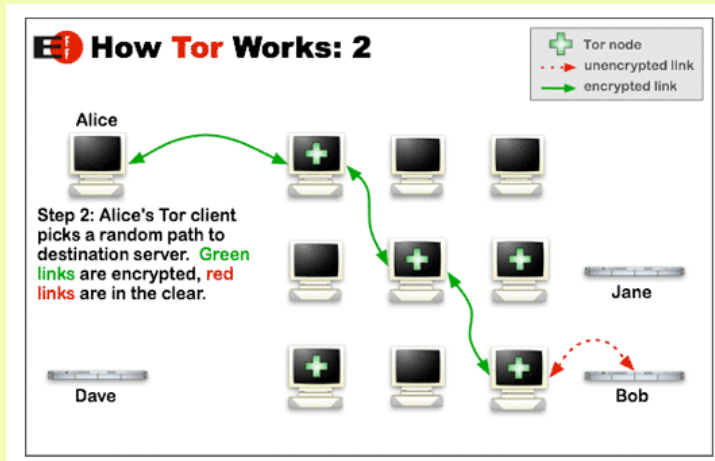 How Tor Works: 2
Tor node
unencrypted link
encrypted link
Alice
Step 2: Alice's Tor client
picks a random path to
destination server. Green
links are encrypted, red
links are in the clear.
Jane
Dave
Bob